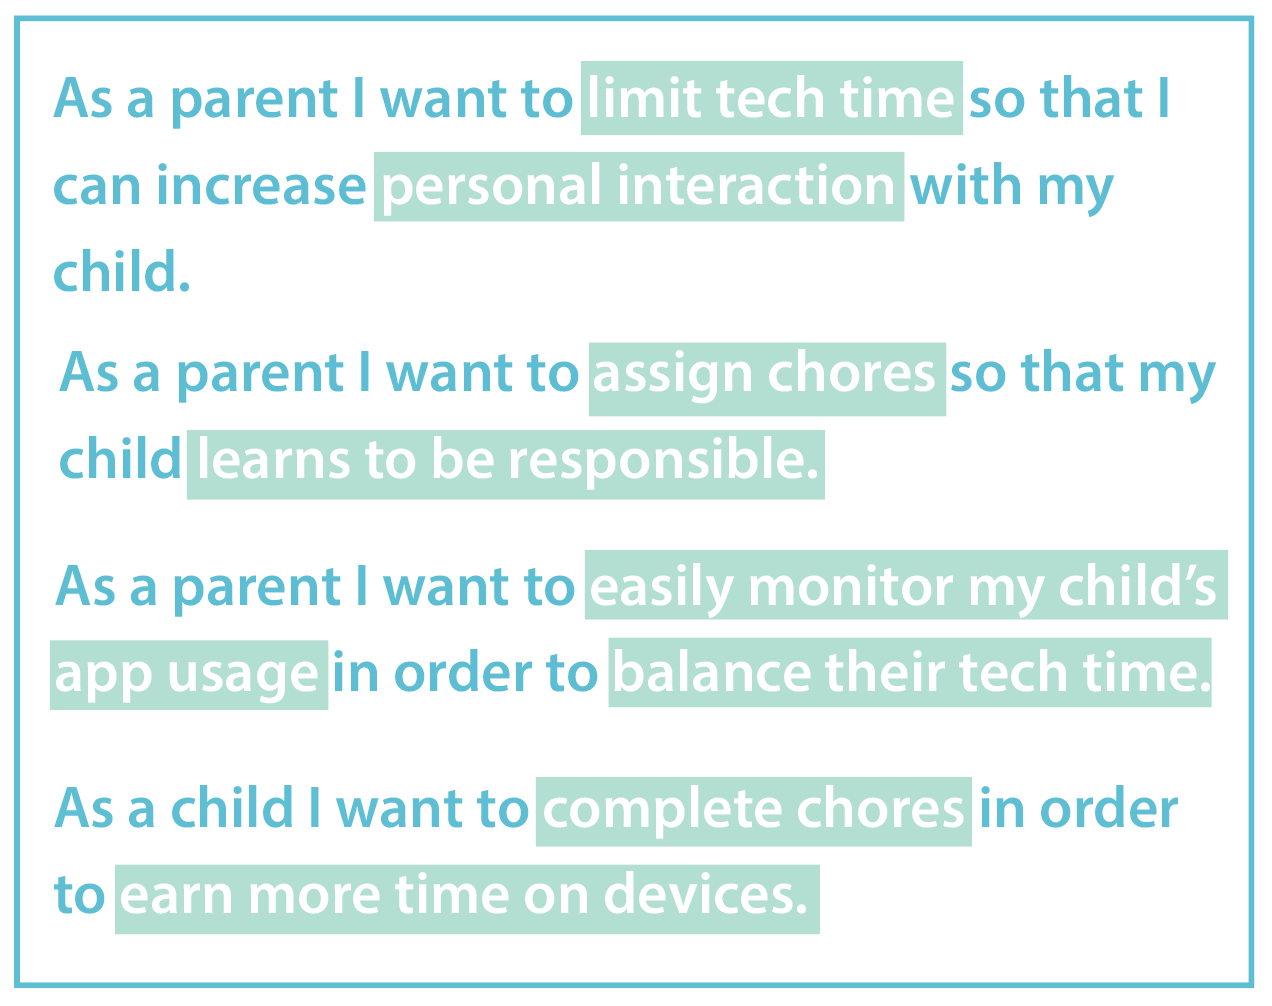 As a parent I want to limit tech time so that I
can increase personal interaction with my
child.
As a parent I want to assign chores so that my
child learns to be responsible.
As a parent I want to easily monitor my child’s
app usage in order to balance their tech time.
As a child I want to complete chores in order
to earn more time on devices.